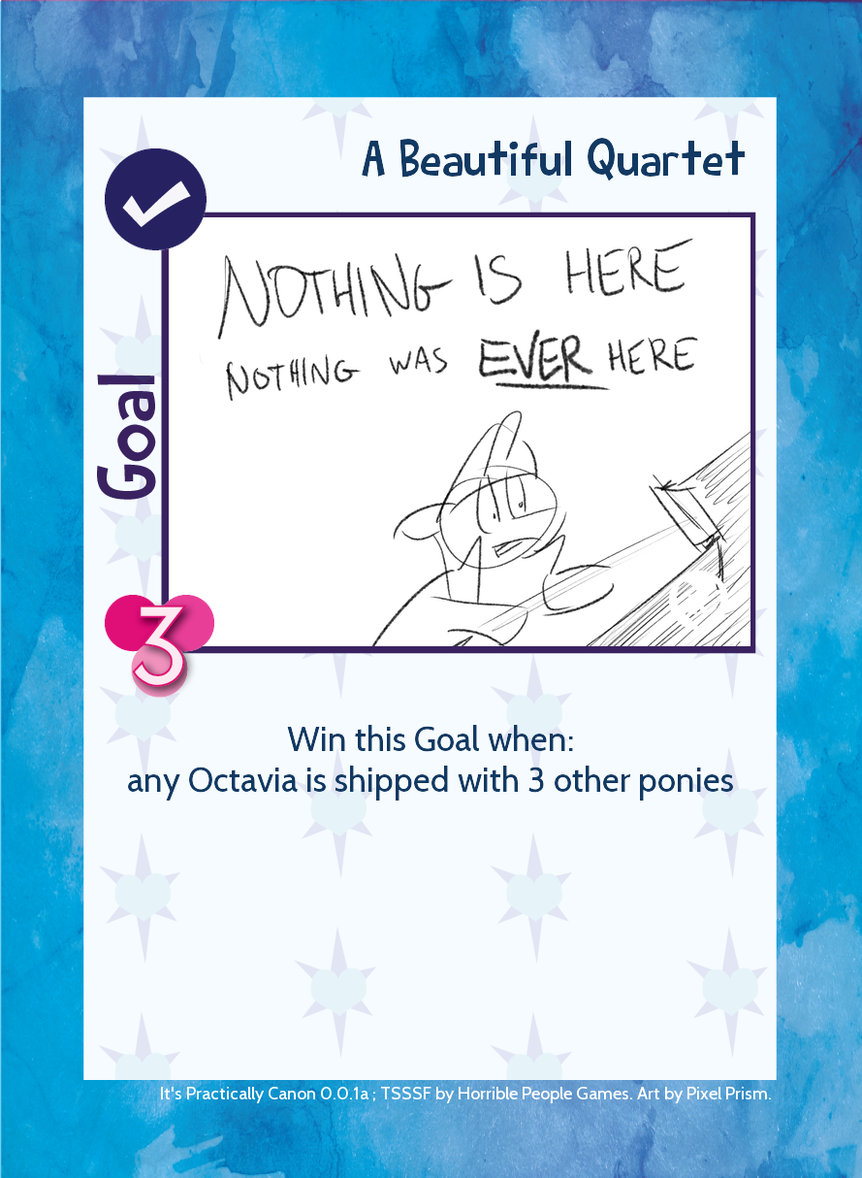 A Beautiful Quartet
NOTHING IS HERE
NOTHING WAS EVER HERE
Goal
3
Win this Goal when:
any Octavia is shipped with 3 other ponies
It's Practically Canon 0.0.1a ; TSSSF by Horrible People Games. Art by Pixel Prism.